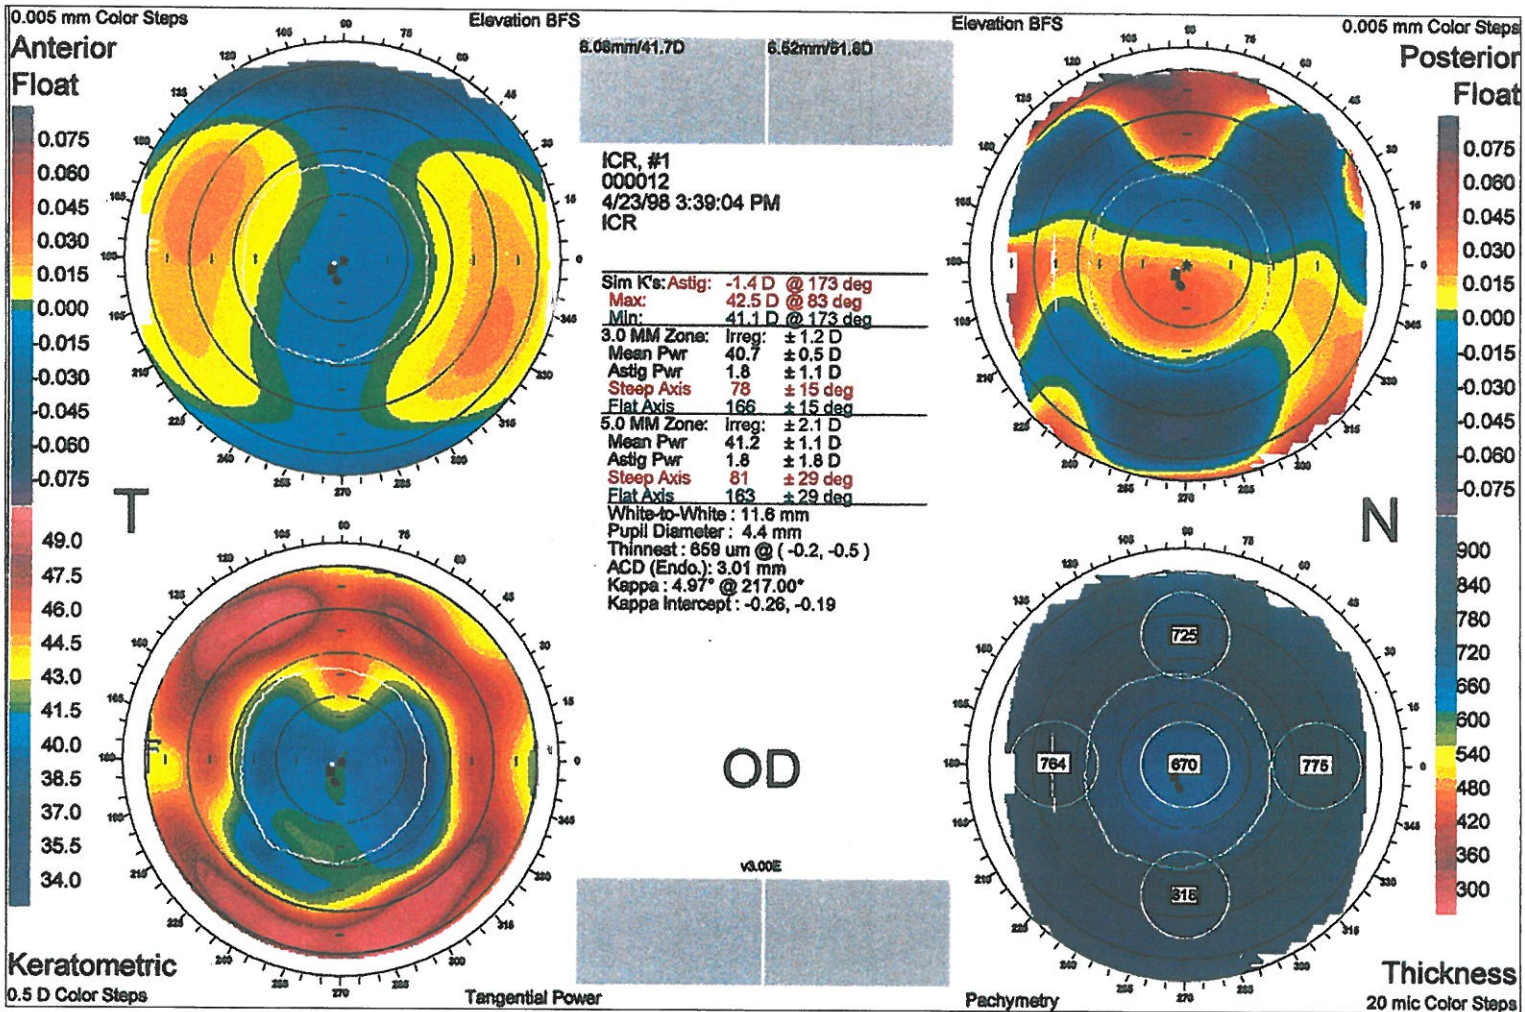 0.005 mm Color Steps
Elevation BFS
Elevation BFS
0.005 mm Color Steps
Anterior
Float
Posterior
Float
ICR, #1
000012
4/23/98 3:39:04 PM
ICR
Sim K's: Astig: -1.4 D @ 173 deg
Max: 42.5 D @ 83 deg
Min: 41.1 D @ 173 deg
3.0 MM Zone: Irreg: ± 1.2 D
Mean Pwr 40.7 ± 0.5 D
Astig Pwr 1.8 ± 1.1 D
Steep Axis 78 ± 15 deg
Flat Axis 166 ± 15 deg
5.0 MM Zone: Irreg: ± 2.1 D
Mean Pwr 41.2 ± 1.1 D
Astig Pwr 1.8 ± 1.8 D
Steep Axis 81 ± 29 deg
Flat Axis 163 ± 29 deg
White-to-White : 11.6 mm
Pupil Diameter : 4.4 mm
Thinnest : 659 um @ ( -0.2, -0.5 )
ACD (Endo.): 3.01 mm
Kappa : 4.97° @ 217.00°
Kappa Intercept : -0.26, -0.19
0.075
0.060
0.045
0.030
0.015
0.000
-0.015
-0.030
-0.045
-0.060
-0.075
0.075
0.060
0.045
0.030
0.015
0.000
-0.015
-0.030
-0.045
-0.060
-0.075
T
N
49.0
47.5
46.0
44.5
43.0
41.5
40.0
38.5
37.0
35.5
34.0
OD
v3.00E
725
764
670
775
900
840
780
720
660
600
540
480
420
360
300
Keratometric
0.5 D Color Steps
Tangential Power
Pachymetry
Thickness
20 mic Color Steps